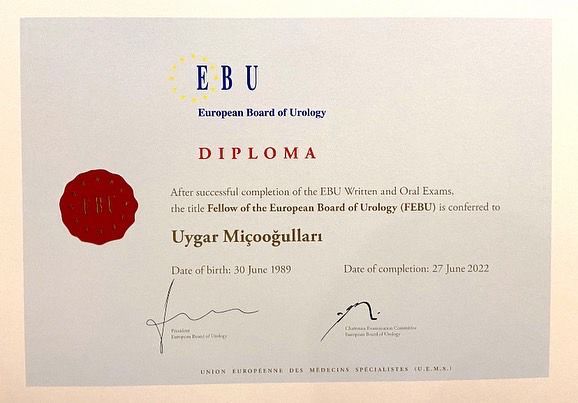 EBU
European Board of Urology
DIPLOMA
After successful completion of the EBU Written and Oral Exams,
the title Fellow of the European Board of Urology (FEBU) is conferred to
EBU
Uygar Miçooğulları
Date of birth: 30 June 1989 Date of completion: 27 June 2022
President Chairman Examination Committee
European Board of Urology European Board of Urology
UNION EUROPÉENNE DES MÉDECINS SPÉCIALISTES (U.E.M.S.)